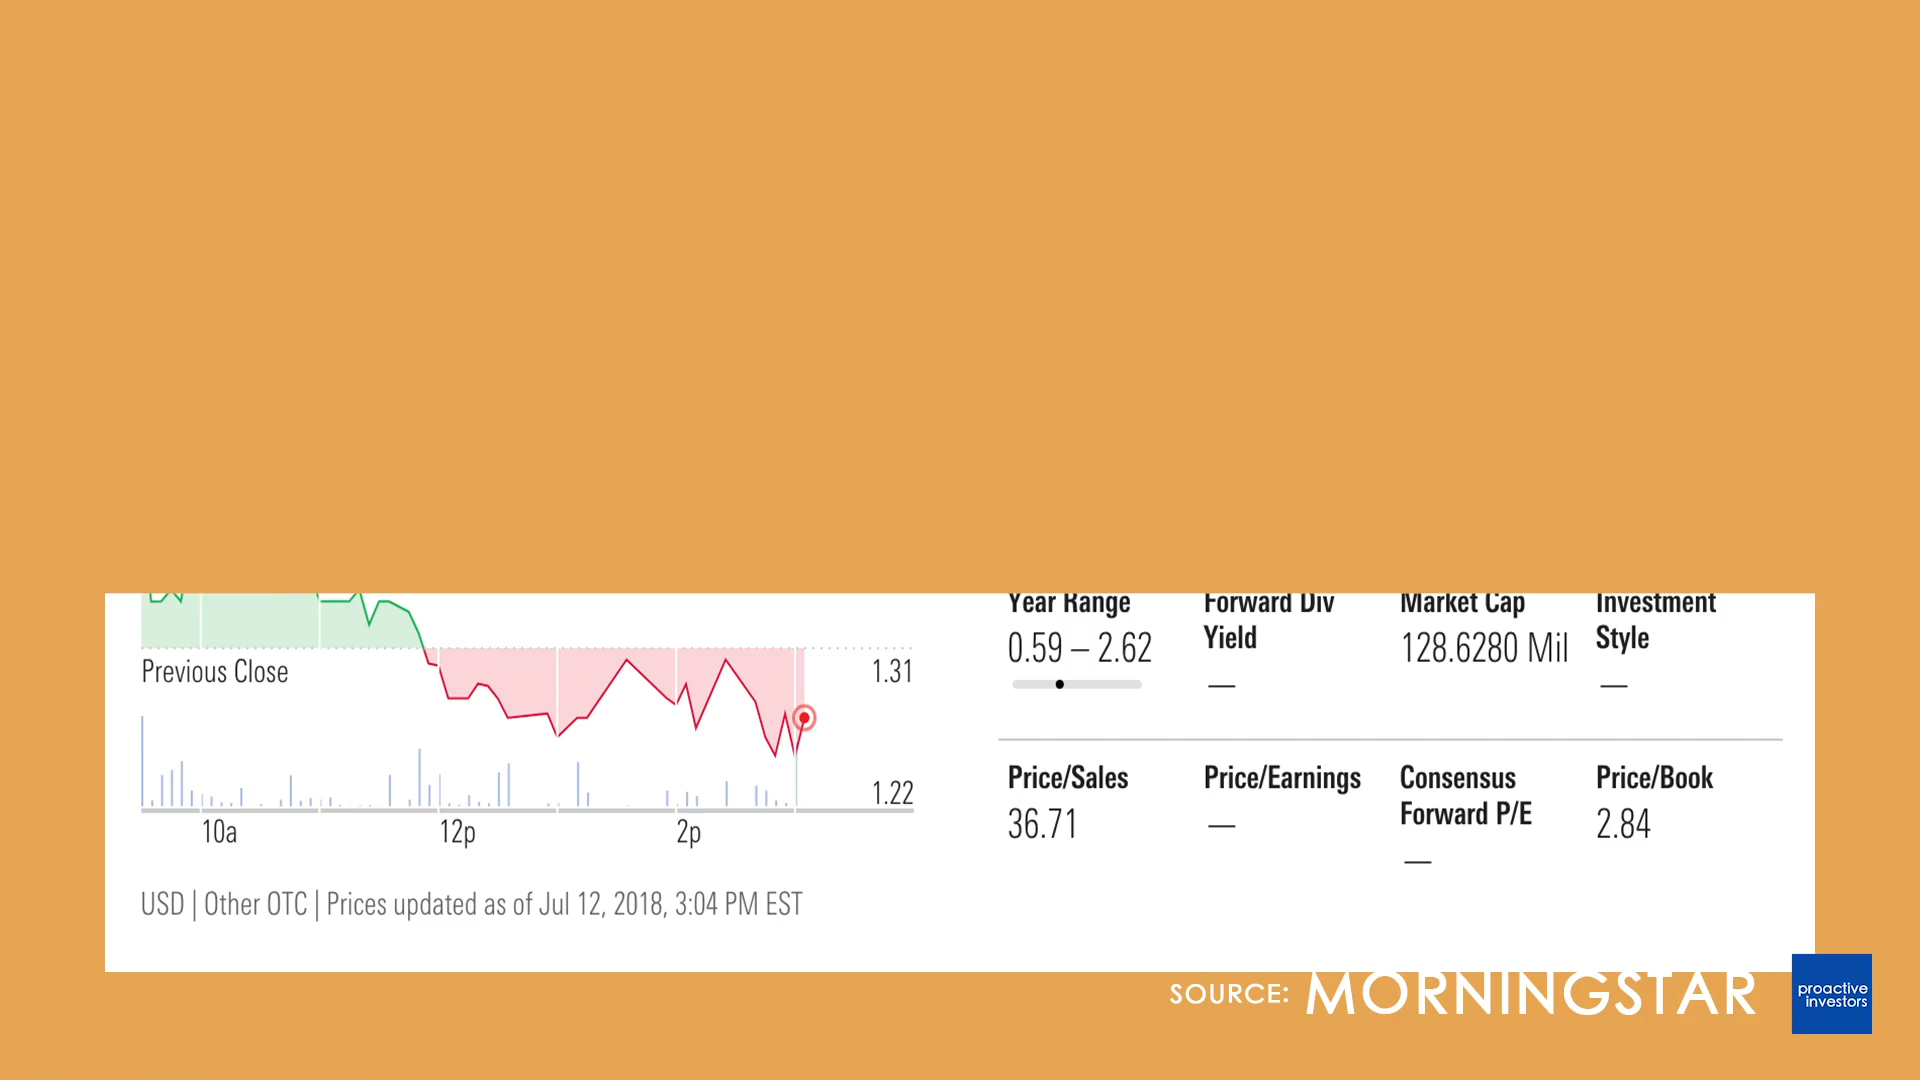 Previous Close
1.31
1.22
10a 12p 2p
USD | Other OTC | Prices updated as of Jul 12, 2018, 3:04 PM EST
Year Range
0.59 – 2.62
Forward Div
Yield
—
Market Cap
128.6280 Mil
Investment
Style
—
Price/Sales
36.71
Price/Earnings
—
Consensus
Forward P/E
—
Price/Book
2.84
SOURCE: MORNINGSTAR
proactive
investors